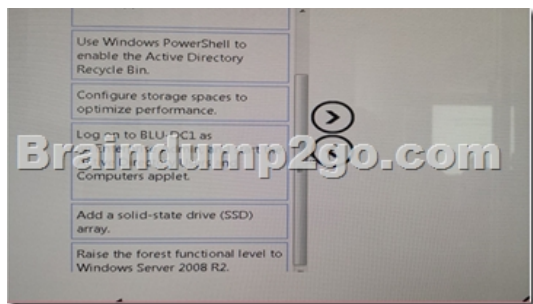 Use Windows PowerShell to
enable the Active Directory
Recycle Bin.
Configure storage spaces to
optimize performance.
Log on to BLU-DC1 as
Braindump2go.com
Computers applet.
Add a solid-state drive (SSD)
array.
Raise the forest functional level to
Windows Server 2008 R2.